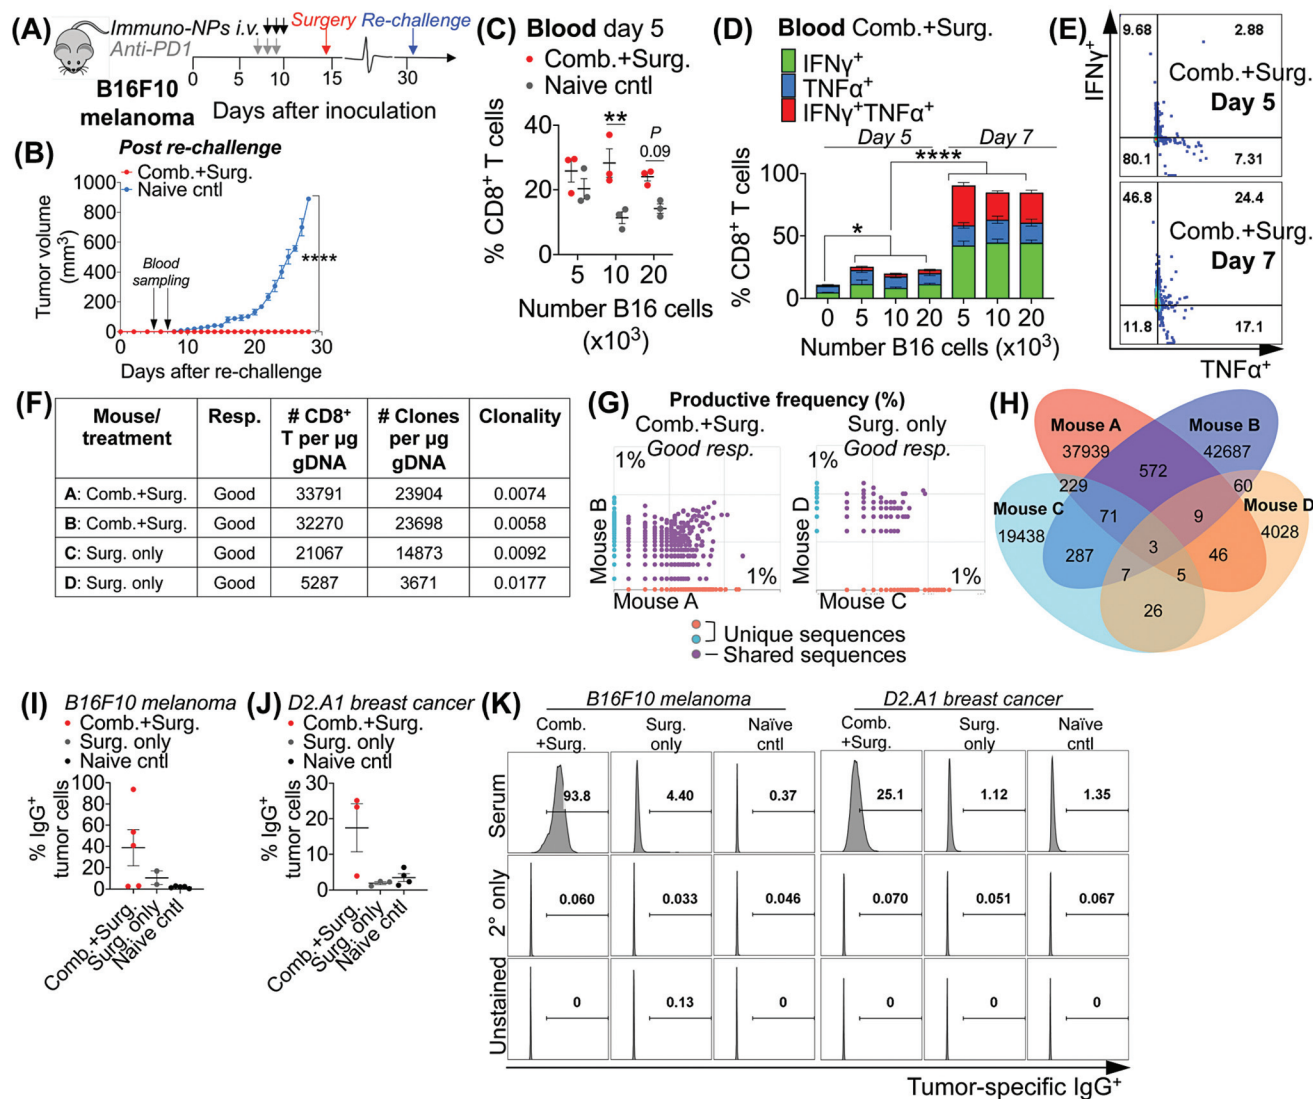 (A)
Immuno-NPs i.v.
Anti-PD1
Surgery
Re-challenge
0 5 10 15 30
B16F10
melanoma
Days after inoculation
(B)
Post re-challenge
Comb.+Surg.
Naive cntl
1000
800
600
400
200
0
Tumor volume
(mm³)
Blood
sampling
****
0 10 20 30
Days after re-challenge
(C) Blood day 5
Comb.+Surg.
Naive cntl
% CD8⁺ T cells
40
20
0
**
P
0.09
5 10 20
Number B16 cells
(x10³)
(D) Blood Comb.+Surg.
IFNγ⁺
TNFα⁺
IFNγ⁺TNFα⁺
Day 5 Day 7
% CD8⁺ T cells
100
50
0
*
****
0 5 10 20 5 10 20
Number B16 cells (x10³)
(E)
IFNγ⁺
9.68 2.88
Comb.+Surg.
Day 5
80.1 7.31
46.8 24.4
Comb.+Surg.
Day 7
11.8 17.1
TNFα⁺
(F)
Mouse/
treatment
Resp.
# CD8⁺
T per µg
gDNA
# Clones
per µg
gDNA
Clonality
A: Comb.+Surg. Good 33791 23904 0.0074
B: Comb.+Surg. Good 32270 23698 0.0058
C: Surg. only Good 21067 14873 0.0092
D: Surg. only Good 5287 3671 0.0177
(G)
Productive frequency (%)
Comb.+Surg.
Good resp.
Surg. only
Good resp.
1%
1%
Mouse B
Mouse A
1%
1%
Mouse D
Mouse C
Unique sequences
Shared sequences
(H)
Mouse A
37939
Mouse B
42687
572
229
60
Mouse C
19438
Mouse D
4028
71
9
3
287
46
7
5
26
(I) B16F10 melanoma
Comb.+Surg.
Surg. only
Naive cntl
% IgG⁺
tumor cells
100
80
60
40
20
0
Comb.+Surg.
Surg. only
Naive cntl
(J) D2.A1 breast cancer
Comb.+Surg.
Surg. only
Naive cntl
% IgG⁺
tumor cells
30
20
10
0
Comb.+Surg.
Surg. only
Naive cntl
(K)
B16F10 melanoma D2.A1 breast cancer
Comb.
+Surg.
Surg.
only
Naïve
cntl
Comb.
+Surg.
Surg.
only
Naïve
cntl
Serum
93.8 4.40 0.37 25.1 1.12 1.35
2° only
0.060 0.033 0.046 0.070 0.051 0.067
Unstained
0 0.13 0 0 0 0
Tumor-specific IgG⁺